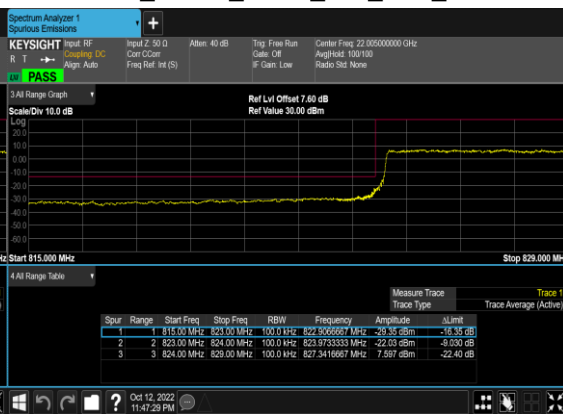 Spectrum Analyzer 1
Spurious Emissions
+
KEYSIGHT Input: RF Input Z: 50 Ω Atten: 40 dB Trig: Free Run Center Freq: 22.005000000 GHz
R T Coupling: DC Corr CCorr Gate: Off Avg|Hold: 100/100
Align: Auto Freq Ref: Int (S) IF Gain: Low Radio Std: None
PASS
3 All Range Graph
Ref Lvl Offset 7.60 dB
Scale/Div 10.0 dB Ref Value 30.00 dBm
Log
20.0
10.0
0.00
-10.0
-20.0
-30.0
-40.0
-50.0
-60.0
Hz Start 815.000 MHz Stop 829.000 MH
4 All Range Table
Measure Trace Trace 1
Trace Type Trace Average (Active)
Spur Range Start Freq Stop Freq RBW Frequency Amplitude ΔLimit
1 1 815.00 MHz 823.00 MHz 100.0 kHz 822.9066667 MHz -29.35 dBm -16.35 dB
2 2 823.00 MHz 824.00 MHz 100.0 kHz 823.9733333 MHz -22.03 dBm -9.030 dB
3 3 824.00 MHz 829.00 MHz 100.0 kHz 827.3416667 MHz 7.597 dBm -22.40 dB
? Oct 12, 2022
11:47:29 PM